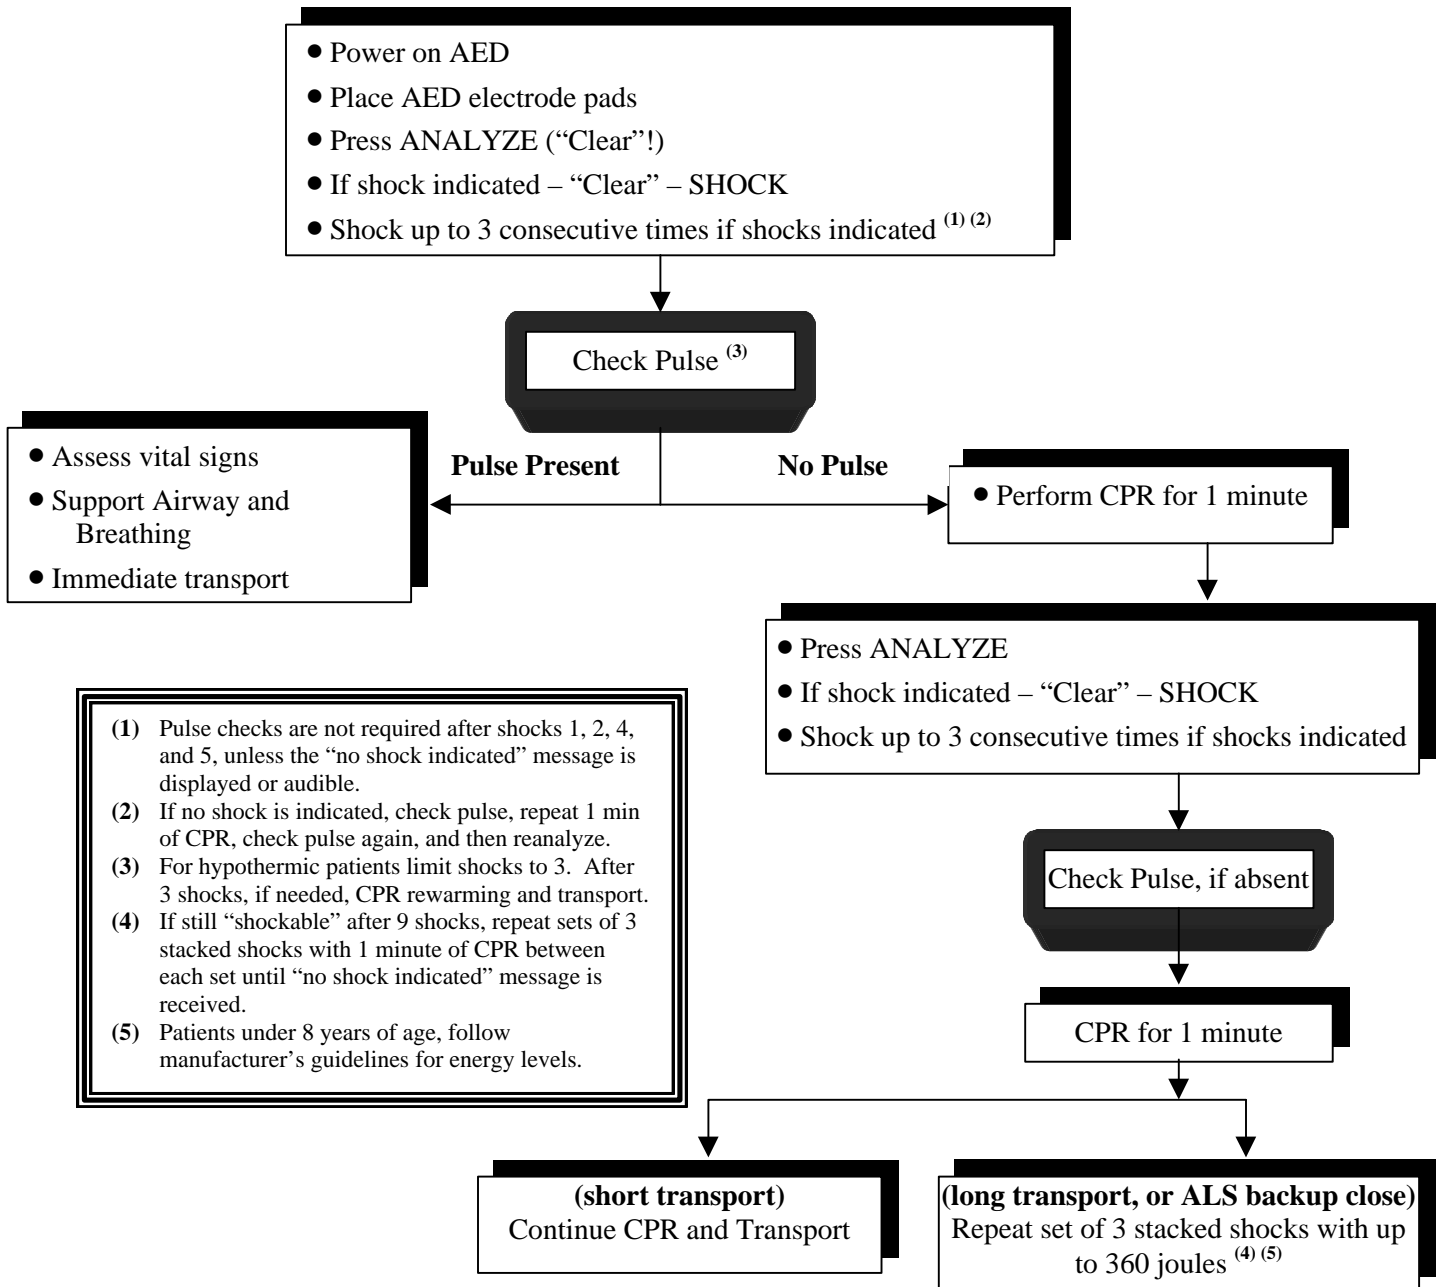 • Power on AED
• Place AED electrode pads
• Press ANALYZE (“Clear”!)
• If shock indicated – “Clear” – SHOCK
• Shock up to 3 consecutive times if shocks indicated (1) (2)
Check Pulse (3)
Pulse Present
No Pulse
• Assess vital signs
• Support Airway and
Breathing
• Immediate transport
• Perform CPR for 1 minute
• Press ANALYZE
• If shock indicated – “Clear” – SHOCK
• Shock up to 3 consecutive times if shocks indicated
(1) Pulse checks are not required after shocks 1, 2, 4,
and 5, unless the “no shock indicated” message is
displayed or audible.
(2) If no shock is indicated, check pulse, repeat 1 min
of CPR, check pulse again, and then reanalyze.
(3) For hypothermic patients limit shocks to 3. After
3 shocks, if needed, CPR rewarming and transport.
(4) If still “shockable” after 9 shocks, repeat sets of 3
stacked shocks with 1 minute of CPR between
each set until “no shock indicated” message is
received.
(5) Patients under 8 years of age, follow
manufacturer’s guidelines for energy levels.
Check Pulse, if absent
CPR for 1 minute
(short transport)
Continue CPR and Transport
(long transport, or ALS backup close)
Repeat set of 3 stacked shocks with up
to 360 joules (4) (5)